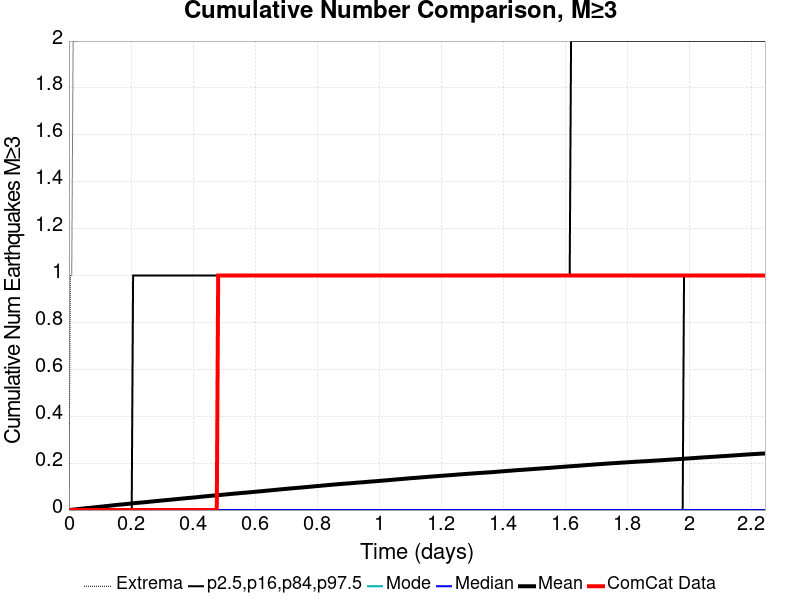 Cumulative Number Comparison, M≥3
Cumulative Num Earthquakes M≥3
2
1.8
1.6
1.4
1.2
1
0.8
0.6
0.4
0.2
0
0 0.2 0.4 0.6 0.8 1 1.2 1.4 1.6 1.8 2 2.2
Time (days)
Extrema p2.5,p16,p84,p97.5 Mode Median Mean ComCat Data